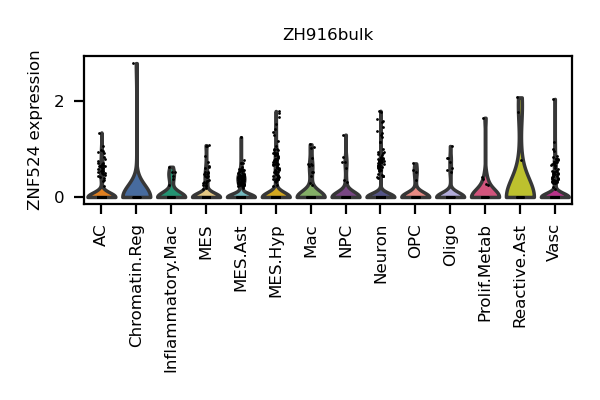 ZH916bulk
ZNF524 expression
2
0
AC
Chromatin.Reg
Inflammatory.Mac
MES
MES.Ast
MES.Hyp
Mac
NPC
Neuron
OPC
Oligo
Prolif.Metab
Reactive.Ast
Vasc